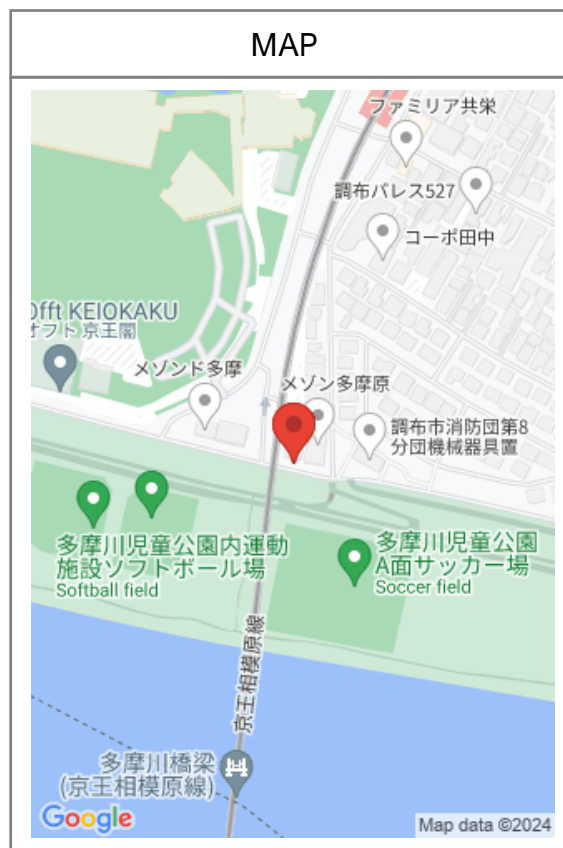 MAP
ファミリア共栄
調布パレス527
コーポ田中
Offt KEIOKAKU
オフト 京王閣
メゾンド多摩
メゾン多摩原
調布市消防団第8
分団機械器具置
多摩川児童公園内運動
施設ソフトボール場
Softball field
多摩川児童公園
A面サッカー場
Soccer field
京王相模原線
多摩川橋梁
(京王相模原線)
Google
Map data ©2024